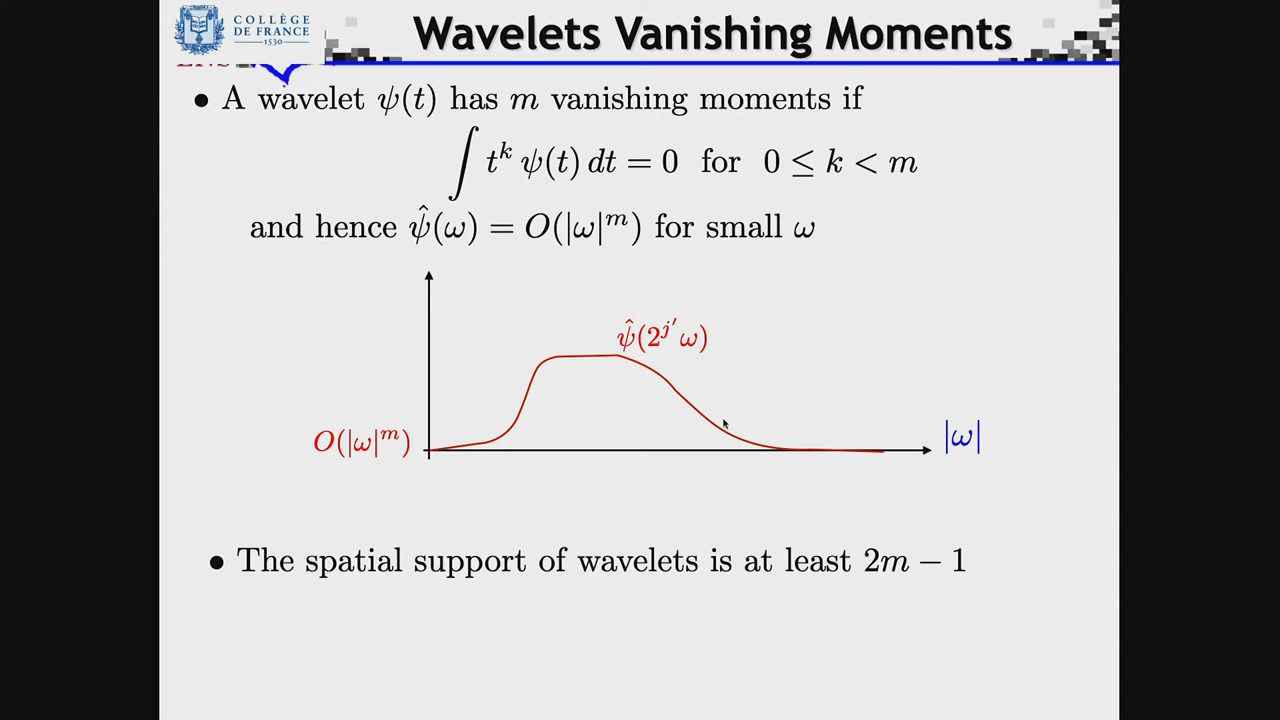 COLLÈGE
DE FRANCE
1530
Wavelets Vanishing Moments
ENS
• A wavelet ψ(t) has m vanishing moments if
∫ t^k ψ(t) dt = 0 for 0 ≤ k < m
and hence ψ̂(ω) = O(|ω|^m) for small ω
ψ̂(2^{j'} ω)
O(|ω|^m)
|ω|
• The spatial support of wavelets is at least 2m − 1